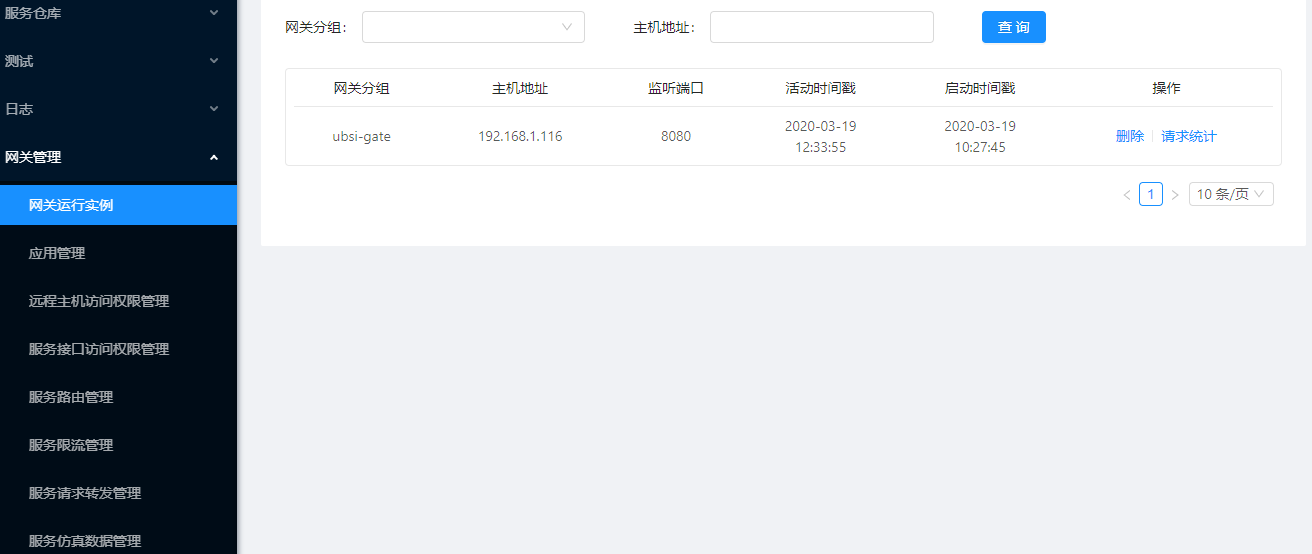 服务仓库
测试
日志
网关管理
网关运行实例
应用管理
远程主机访问权限管理
服务接口访问权限管理
服务路由管理
服务限流管理
服务请求转发管理
服务仿真数据管理
网关分组： 主机地址： 查 询
网关分组 主机地址 监听端口 活动时间戳 启动时间戳 操作
ubsi-gate 192.168.1.116 8080 2020-03-19 12:33:55 2020-03-19 10:27:45 删除 请求统计
1 10 条/页